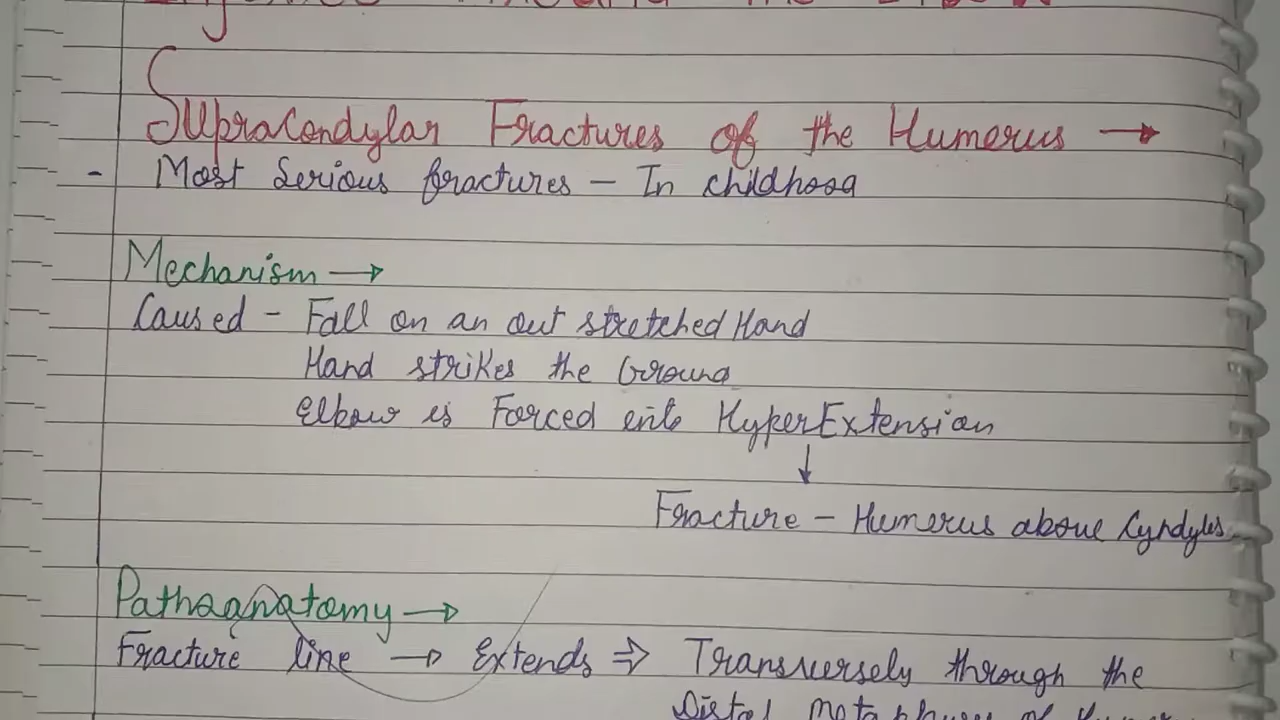 Supracondylar Fractures of the Humerus →
- Most Serious fractures – In childhood
Mechanism →
Caused - Fall on an out stretched Hand
Hand strikes the Ground
Elbow is Forced into HyperExtension
↓
Fracture – Humerus above Cyndyles
Pathoanatomy →
Fracture line → Extends ⇒ Transversely through the
Distal